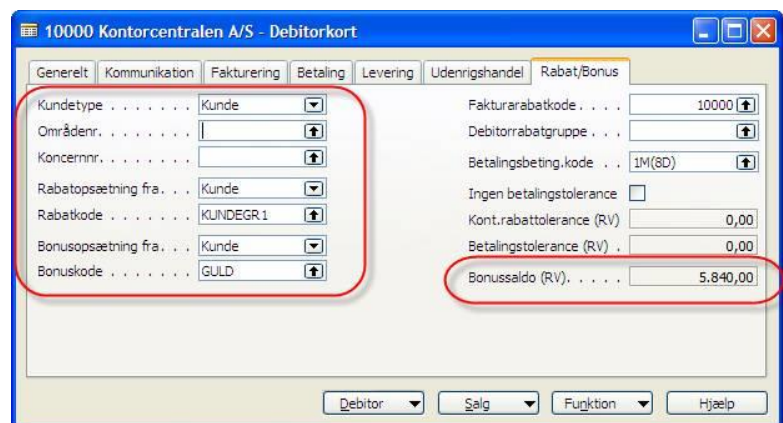 10000 Kontorcentralen A/S - Debitorkort
Generelt Kommunikation Fakturering Betaling Levering Udenrigshandel Rabat/Bonus
Kundetype . . . . . . . Kunde
Områdenr. . . . . . . .
Koncernnr. . . . . . . .
Rabatopsætning fra. . . Kunde
Rabatkode . . . . . . . KUNDEGR1
Bonusopsætning fra. . . Kunde
Bonuskode . . . . . . . GULD
Fakturarabatkode. . . . 10000
Debitorrabatgruppe . . .
Betalingsbeting.kode . . 1M(8D)
Ingen betalingstolerance
Kont.rabattolerance (RV) 0,00
Betalingstolerance (RV) . 0,00
Bonussaldo (RV). . . . . 5.840,00
Debitor Salg Funktion Hjælp